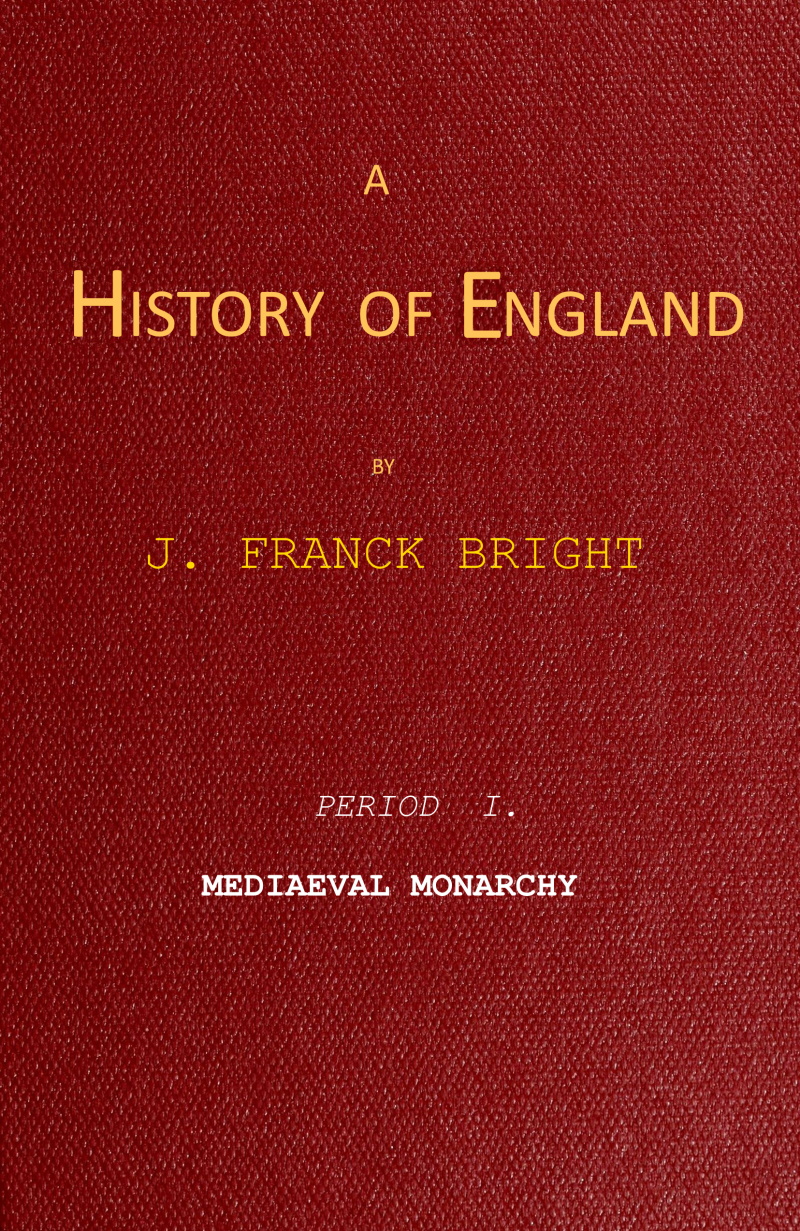 A
HISTORY OF ENGLAND
BY
J. FRANCK BRIGHT
PERIOD I.
MEDIAEVAL MONARCHY